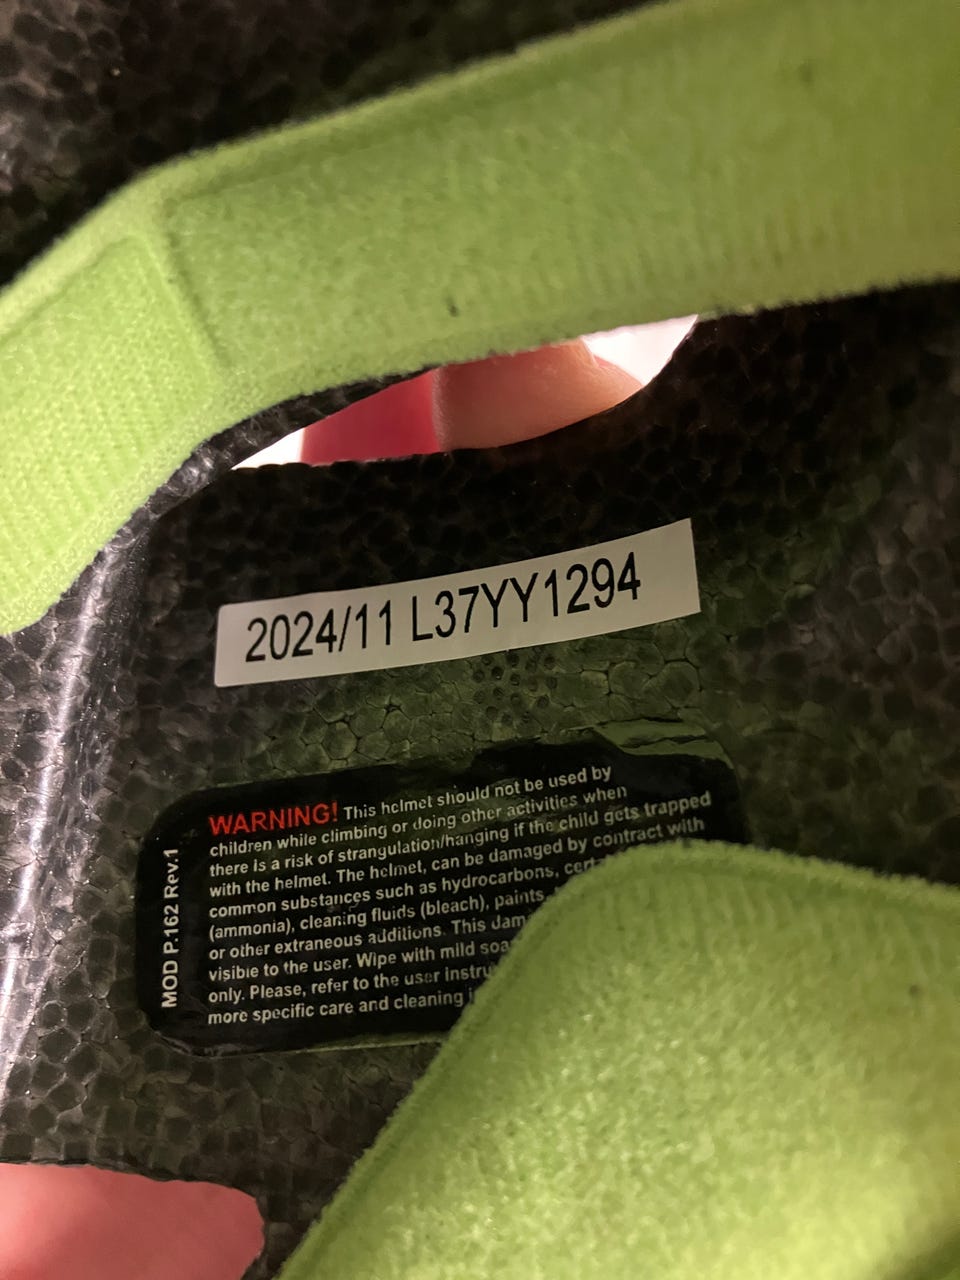 2024/11 L37YY1294
WARNING! This helmet should not be used by
children while climbing or doing other activities when
there is a risk of strangulation/hanging if the child gets trapped
with the helmet. The helmet, can be damaged by contract with
common substances such as hydrocarbons,
(ammonia), cleaning fluids (bleach), paints
or other extraneous additions. This
visible to the user. Wipe with mild
only. Please, refer to the user
more specific care and cleaning
MOD P.162 Rev.1